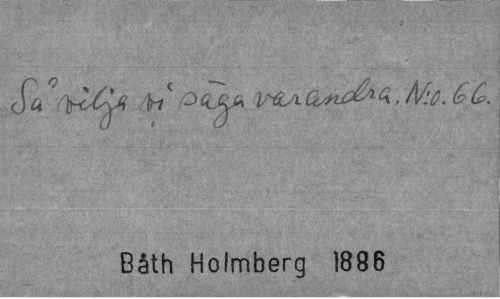 Så vilja vi säga varandra. N:o. 66.
Båth Holmberg 1886